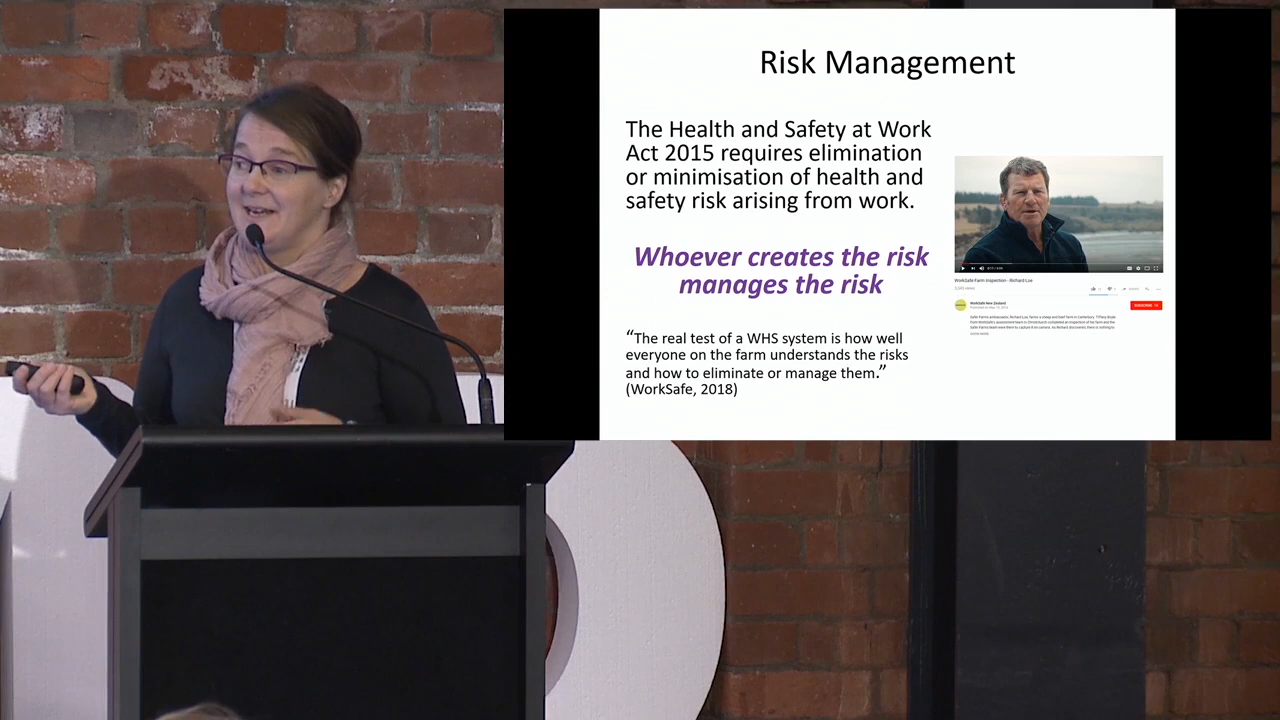 Risk Management
The Health and Safety at Work
Act 2015 requires elimination
or minimisation of health and
safety risk arising from work.
Whoever creates the risk
manages the risk
“The real test of a WHS system is how well
everyone on the farm understands the risks
and how to eliminate or manage them.”
(WorkSafe, 2018)
WorkSafe Farm Inspection - Richard Loe
WorkSafe New Zealand
SUBSCRIBE